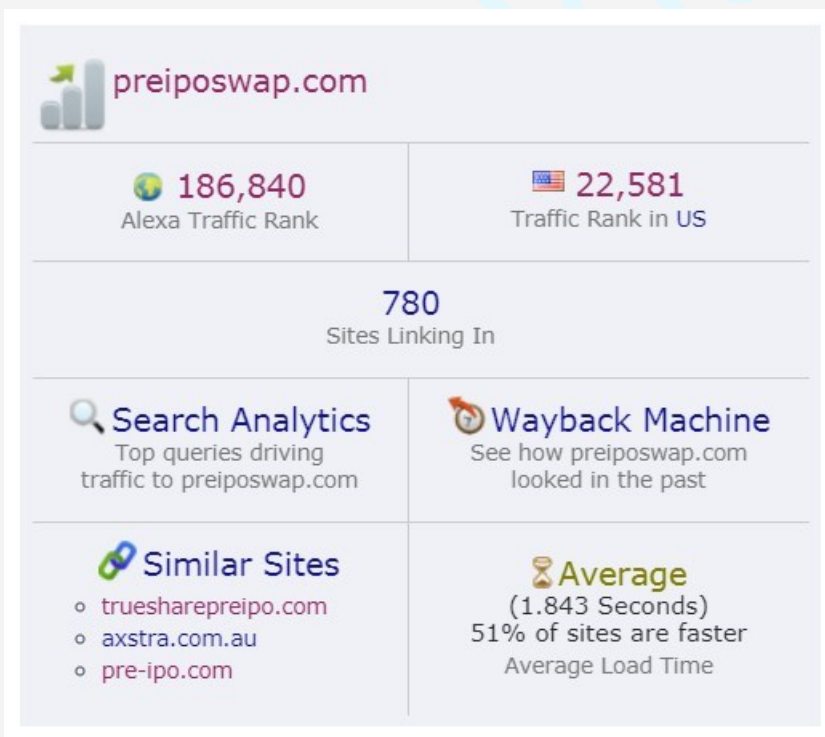 preiposwap.com
186,840
Alexa Traffic Rank
22,581
Traffic Rank in US
780
Sites Linking In
Search Analytics
Top queries driving
traffic to preiposwap.com
Wayback Machine
See how preiposwap.com
looked in the past
Similar Sites
truesharepreipo.com
axstra.com.au
pre-ipo.com
Average
(1.843 Seconds)
51% of sites are faster
Average Load Time